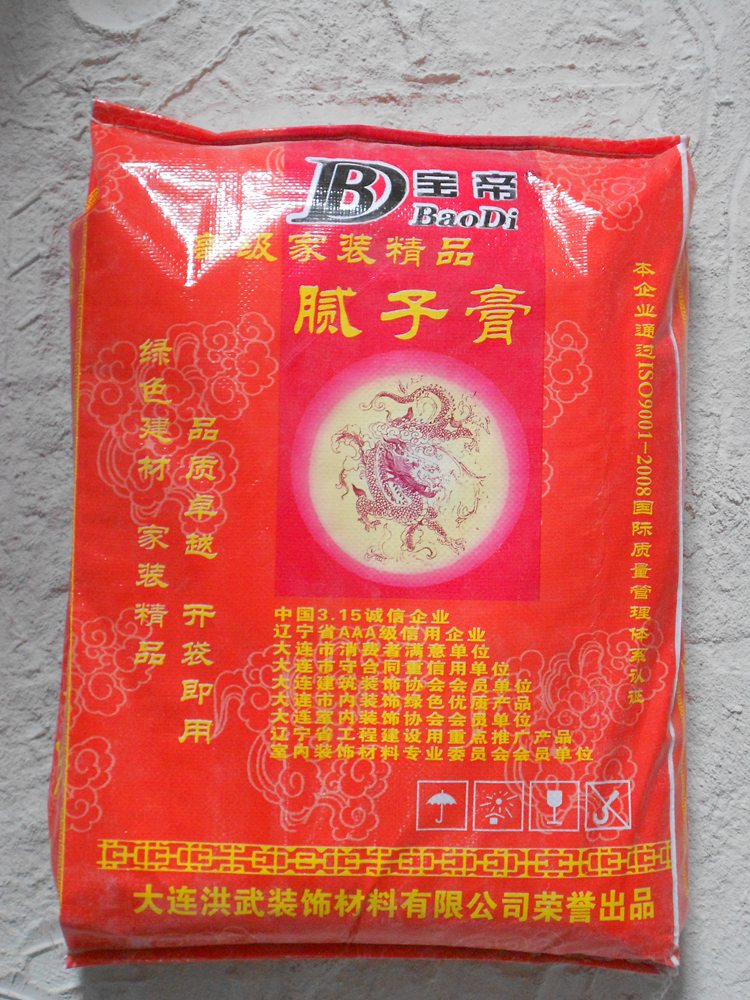 BD 宝帝
BaoDi
高级家装精品
腻子膏
本企业通过ISO9001-2008国际质量管理体系认证
品质卓越 开袋即用
绿色建材 家装精品
中国3.15诚信企业
辽宁省AAA级信用企业
大连市消费者满意单位
大连市守合同重信用单位
大连建筑装饰协会会员单位
大连市内装饰绿色优质产品
大连室内装饰协会会员单位
辽宁省工程建设用重点推广产品
室内装饰材料专业委员会会员单位
大连洪武装饰材料有限公司荣誉出品